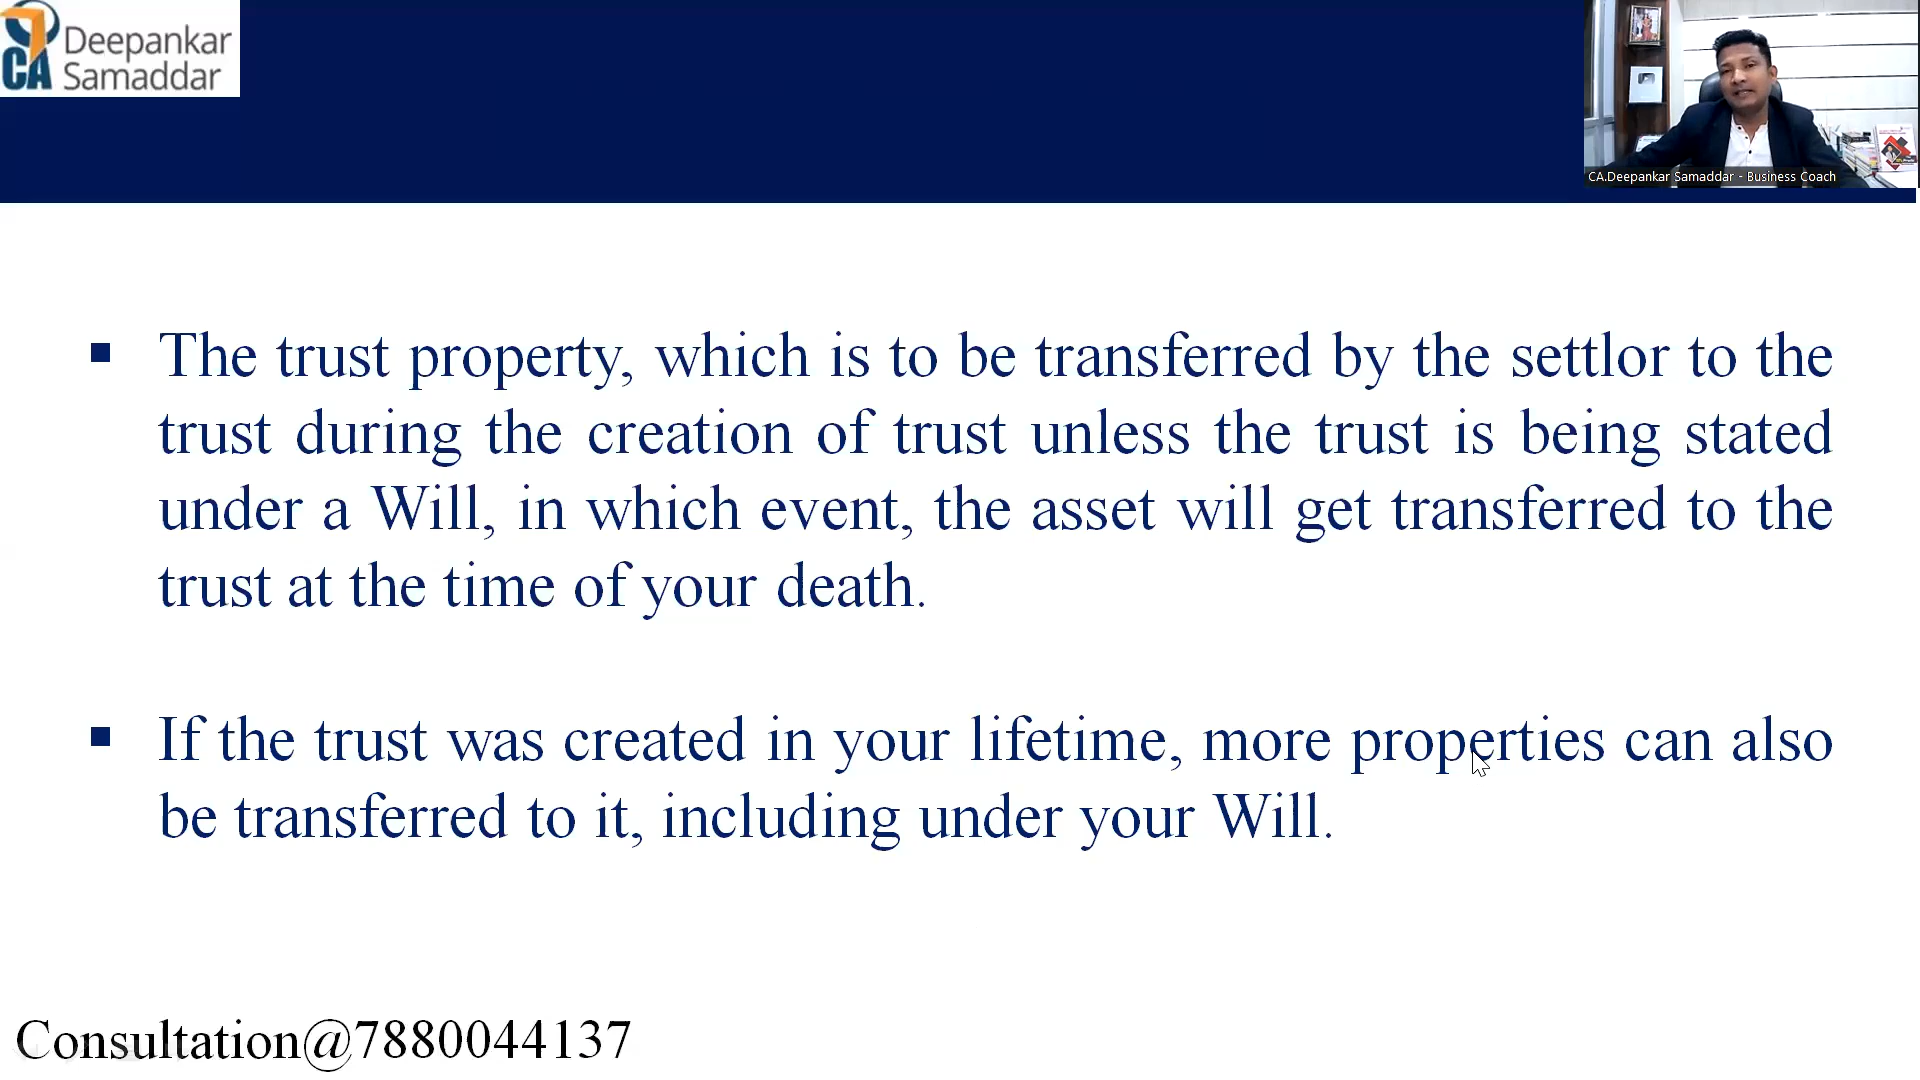 CA
Deepankar
Samaddar
CA.Deepankar Samaddar - Business Coach
▪ The trust property, which is to be transferred by the settlor to the
trust during the creation of trust unless the trust is being stated
under a Will, in which event, the asset will get transferred to the
trust at the time of your death.
▪ If the trust was created in your lifetime, more properties can also
be transferred to it, including under your Will.
Consultation@7880044137